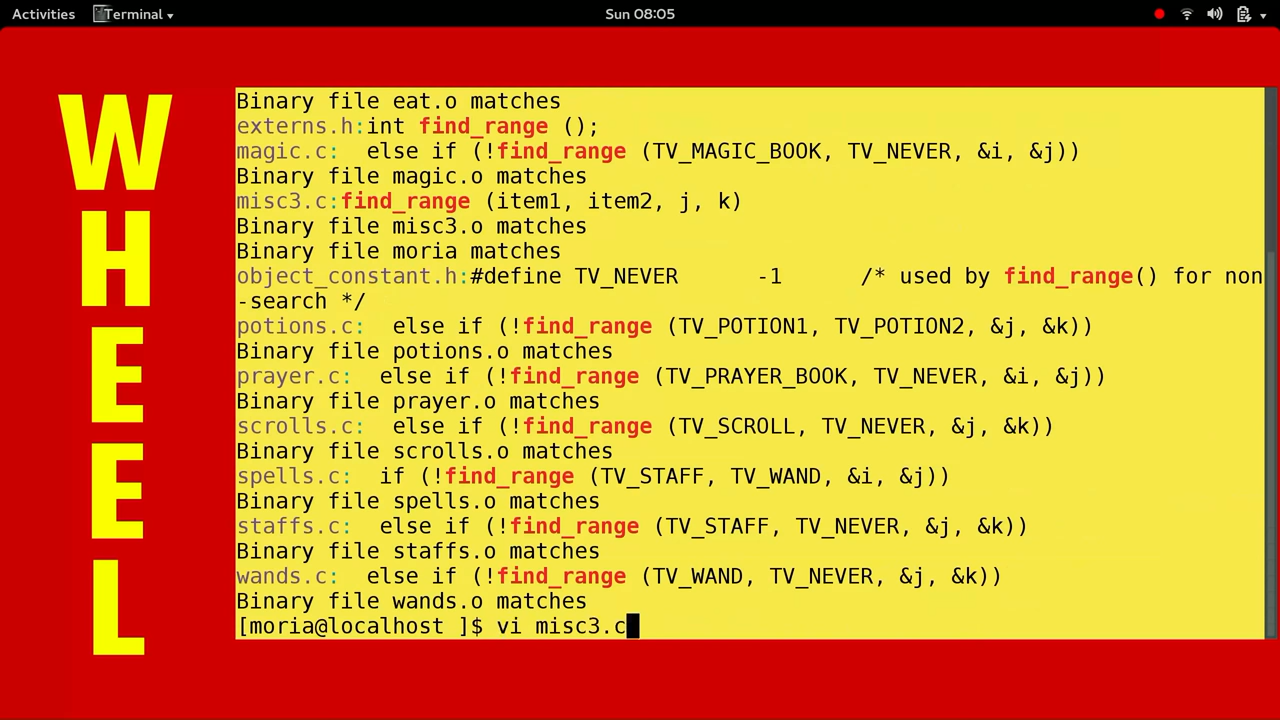 Activities Terminal Sun 08:05
WHEEL
Binary file eat.o matches
externs.h:int find_range ();
magic.c:  else if (!find_range (TV_MAGIC_BOOK, TV_NEVER, &i, &j))
Binary file magic.o matches
misc3.c:find_range (item1, item2, j, k)
Binary file misc3.o matches
Binary file moria matches
object_constant.h:#define TV_NEVER      -1      /* used by find_range() for non
-search */
potions.c:   else if (!find_range (TV_POTION1, TV_POTION2, &j, &k))
Binary file potions.o matches
prayer.c:  else if (!find_range (TV_PRAYER_BOOK, TV_NEVER, &i, &j))
Binary file prayer.o matches
scrolls.c:  else if (!find_range (TV_SCROLL, TV_NEVER, &j, &k))
Binary file scrolls.o matches
spells.c:  if (!find_range (TV_STAFF, TV_WAND, &i, &j))
Binary file spells.o matches
staffs.c:  else if (!find_range (TV_STAFF, TV_NEVER, &j, &k))
Binary file staffs.o matches
wands.c:  else if (!find_range (TV_WAND, TV_NEVER, &j, &k))
Binary file wands.o matches
[moria@localhost ]$ vi misc3.c